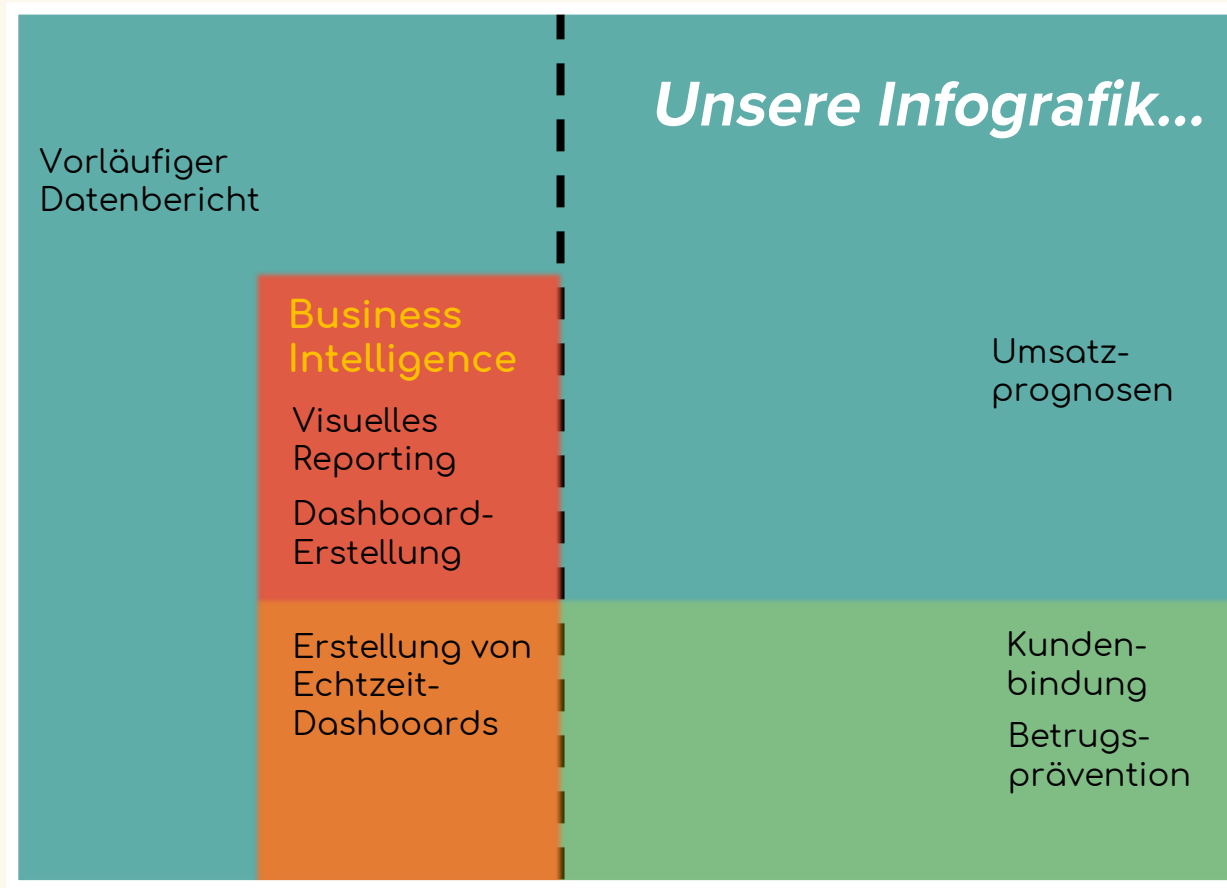 Unsere Infografik...
Vorläufiger
Datenbericht
Business
Intelligence
Visuelles
Reporting
Dashboard-
Erstellung
Umsatz-
prognosen
Erstellung von
Echtzeit-
Dashboards
Kunden-
bindung
Betrugs-
prävention